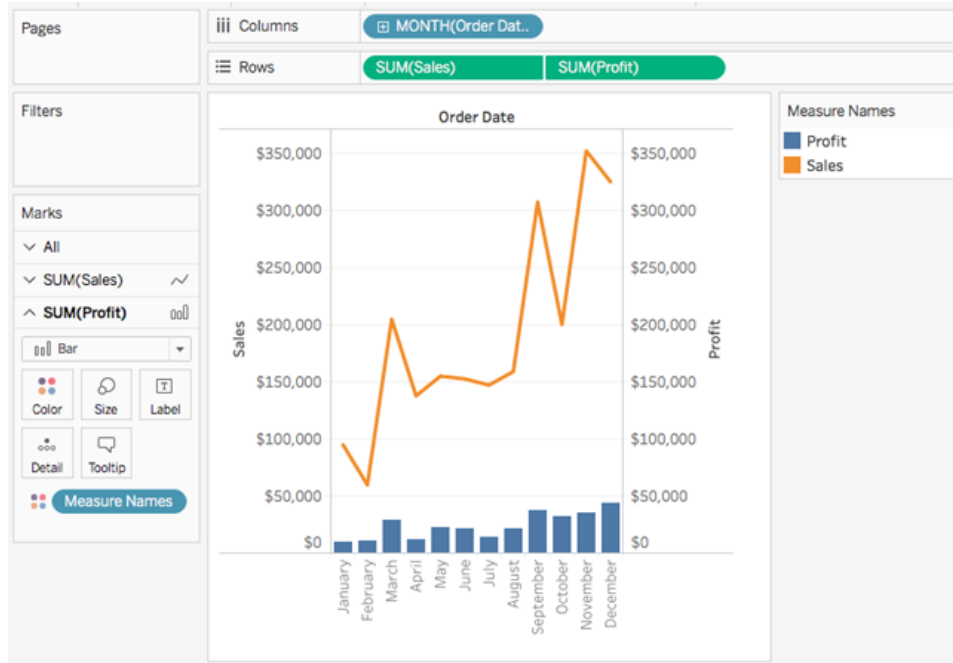 Pages
Columns
MONTH(Order Dat..
Rows
SUM(Sales)
SUM(Profit)
Filters
Marks
All
SUM(Sales)
SUM(Profit)
Bar
Color
Size
Label
Detail
Tooltip
Measure Names
Order Date
Sales
$350,000
$300,000
$250,000
$200,000
$150,000
$100,000
$50,000
$0
$350,000
$300,000
$250,000
$200,000
$150,000
$100,000
$50,000
$0
Profit
January
February
March
April
May
June
July
August
September
October
November
December
Measure Names
Profit
Sales